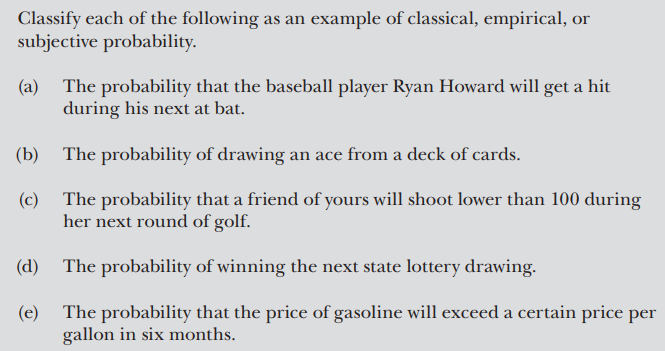 Classify each of the following as an example of classical, empirical, or
subjective probability.
(a) The probability that the baseball player Ryan Howard will get a hit
during his next at bat.
(b) The probability of drawing an ace from a deck of cards.
(c) The probability that a friend of yours will shoot lower than 100 during
her next round of golf.
(d) The probability of winning the next state lottery drawing.
(e) The probability that the price of gasoline will exceed a certain price per
gallon in six months.